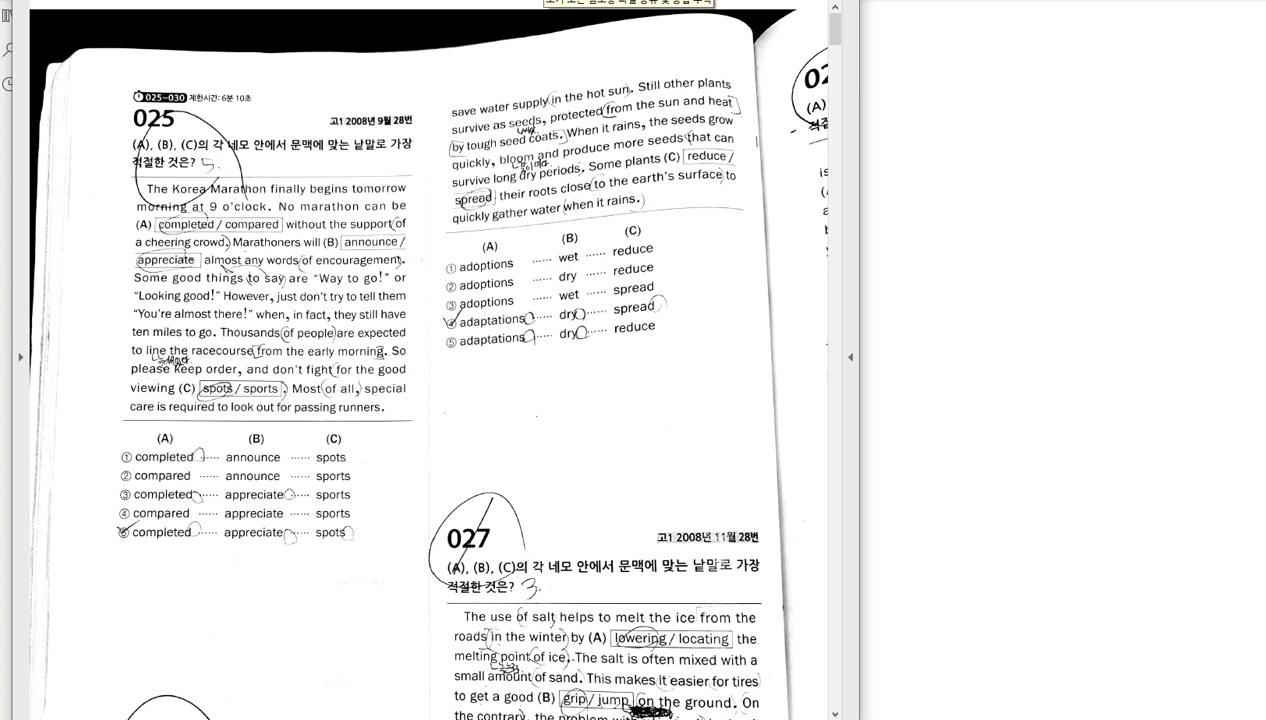 025~030 제한시간: 6분 10초
025
고1 2008년 9월 28번
(A), (B), (C)의 각 네모 안에서 문맥에 맞는 낱말로 가장
적절한 것은? 5.
The Korea Marathon finally begins tomorrow
morning at 9 o'clock. No marathon can be
(A) completed / compared without the support of
a cheering crowd. Marathoners will (B) announce /
appreciate almost any words of encouragement.
Some good things to say are "Way to go!" or
"Looking good!" However, just don't try to tell them
"You're almost there!" when, in fact, they still have
ten miles to go. Thousands of people are expected
to line the racecourse from the early morning. So
please keep order, and don't fight for the good
viewing (C) spots / sports . Most of all, special
care is required to look out for passing runners.
(A) (B) (C)
① completed ...... announce ...... spots
② compared ...... announce ...... sports
③ completed ...... appreciate ...... sports
④ compared ...... appreciate ...... sports
⑤ completed ...... appreciate ...... spots
save water supply in the hot sun. Still other plants
survive as seeds, protected from the sun and heat
by tough seed coats. When it rains, the seeds grow
quickly, bloom and produce more seeds that can
survive long dry periods. Some plants (C) reduce /
spread their roots close to the earth's surface to
quickly gather water when it rains.
(A) (B) (C)
① adoptions ...... wet ...... reduce
② adoptions ...... dry ...... reduce
③ adoptions ...... wet ...... spread
④ adaptations ...... dry ...... spread
⑤ adaptations ...... dry ...... reduce
027
고1 2008년 11월 28번
(A), (B), (C)의 각 네모 안에서 문맥에 맞는 낱말로 가장
적절한 것은? 3.
The use of salt helps to melt the ice from the
roads in the winter by (A) lowering / locating the
melting point of ice. The salt is often mixed with a
small amount of sand. This makes it easier for tires
to get a good (B) grip / jump on the ground. On
the contrary, the problem
02
(A)